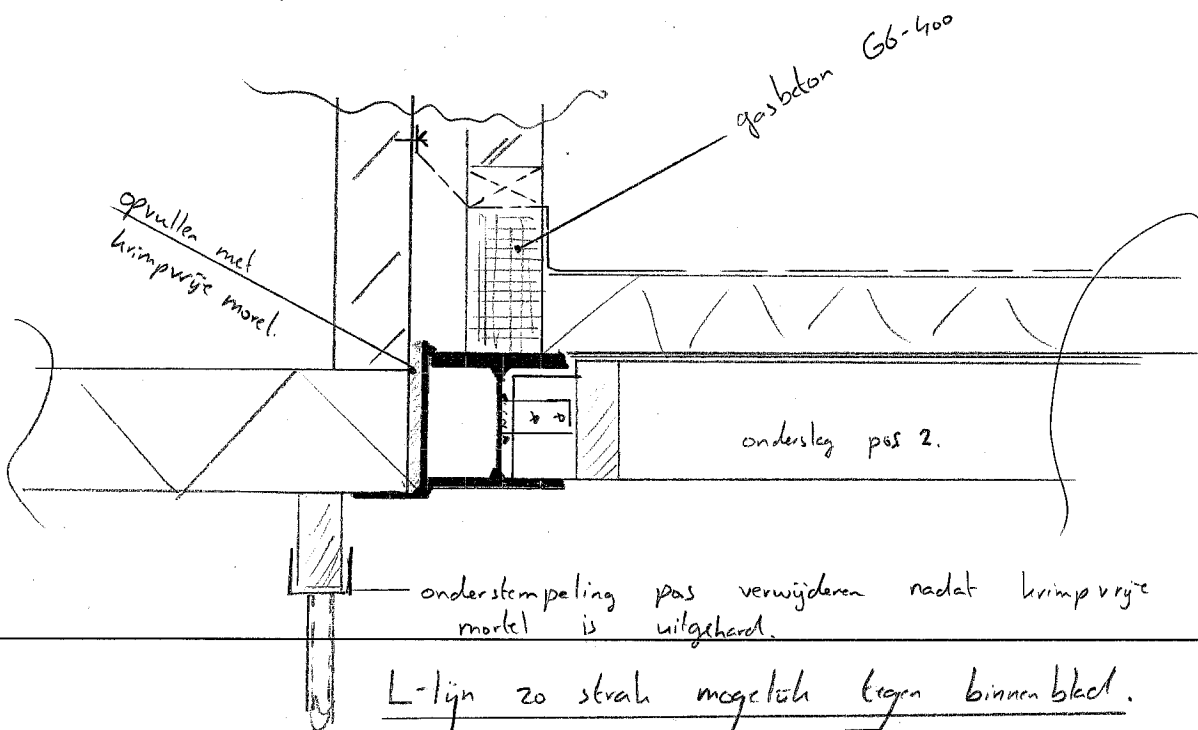 gasbeton G6-400
opvullen met
krimpvrije morel.
onderslag pos 2.
onderstempeling pas verwijderen nadat krimpvrije
mortel is uitgehard.
L-lijn zo strak mogelijk tegen binnenblad.